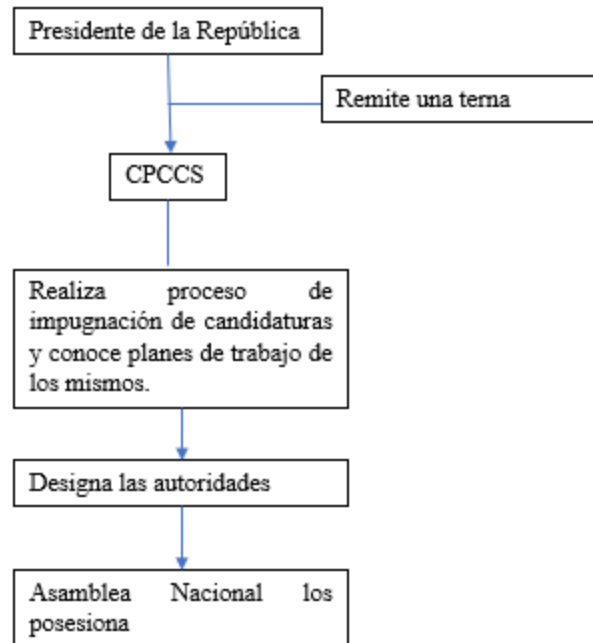 Presidente de la República
Remite una terna
CPCCS
Realiza proceso de
impugnación de candidaturas
y conoce planes de trabajo de
los mismos.
Designa las autoridades
Asamblea Nacional los
posesiona